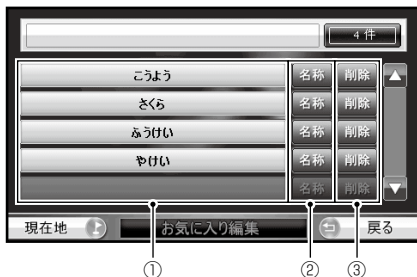 4件
こうよう 名称 削除
さくら 名称 削除
ふうけい 名称 削除
やけい 名称 削除
名称 削除
現在地 お気に入り編集 戻る
① ② ③